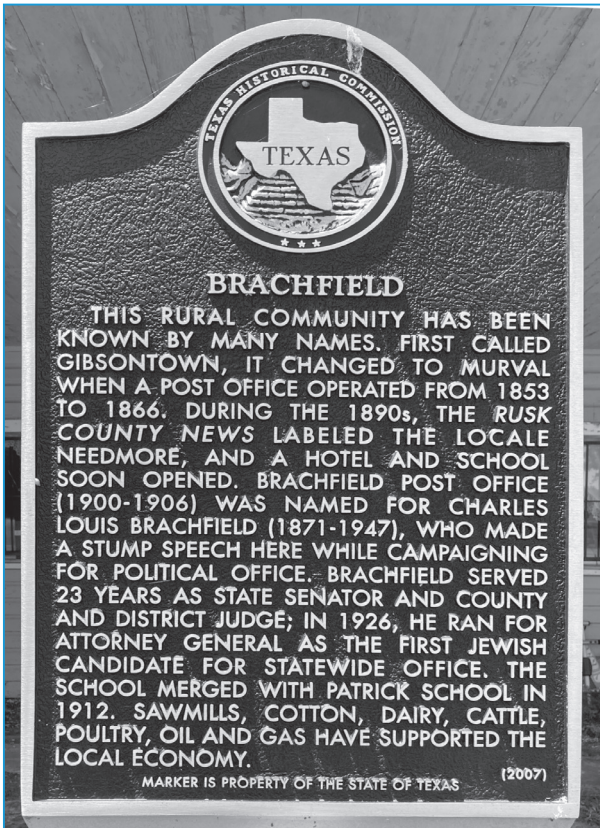 TEXAS HISTORICAL COMMISSION
TEXAS
BRACHFIELD
THIS RURAL COMMUNITY HAS BEEN
KNOWN BY MANY NAMES. FIRST CALLED
GIBSONTOWN, IT CHANGED TO MURVAL
WHEN A POST OFFICE OPERATED FROM 1853
TO 1866. DURING THE 1890s, THE RUSK
COUNTY NEWS LABELED THE LOCALE
NEEDMORE, AND A HOTEL AND SCHOOL
SOON OPENED. BRACHFIELD POST OFFICE
(1900-1906) WAS NAMED FOR CHARLES
LOUIS BRACHFIELD (1871-1947), WHO MADE
A STUMP SPEECH HERE WHILE CAMPAIGNING
FOR POLITICAL OFFICE. BRACHFIELD SERVED
23 YEARS AS STATE SENATOR AND COUNTY
AND DISTRICT JUDGE; IN 1926, HE RAN FOR
ATTORNEY GENERAL AS THE FIRST JEWISH
CANDIDATE FOR STATEWIDE OFFICE. THE
SCHOOL MERGED WITH PATRICK SCHOOL IN
1912. SAWMILLS, COTTON, DAIRY, CATTLE,
POULTRY, OIL AND GAS HAVE SUPPORTED THE
LOCAL ECONOMY.
(2007)
MARKER IS PROPERTY OF THE STATE OF TEXAS